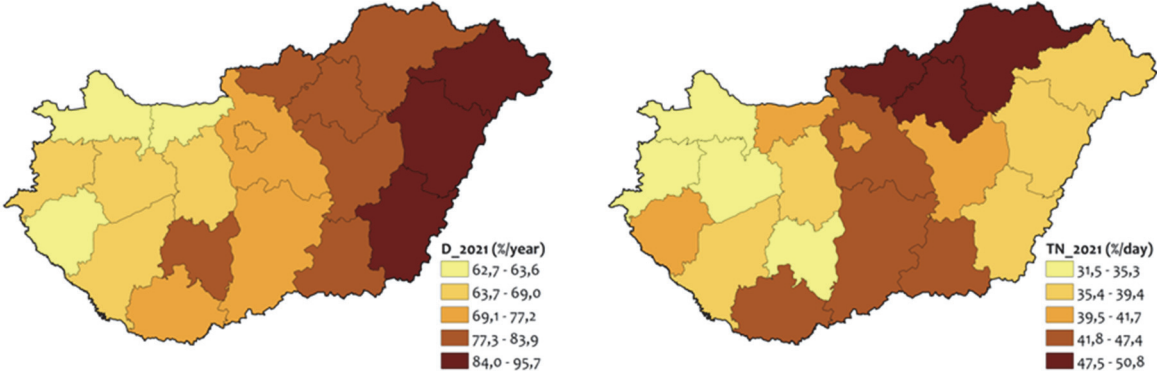 D_2021 (%/year)
62,7 - 63,6
63,7 - 69,0
69,1 - 77,2
77,3 - 83,9
84,0 - 95,7
TN_2021 (%/day)
31,5 - 35,3
35,4 - 39,4
39,5 - 41,7
41,8 - 47,4
47,5 - 50,8